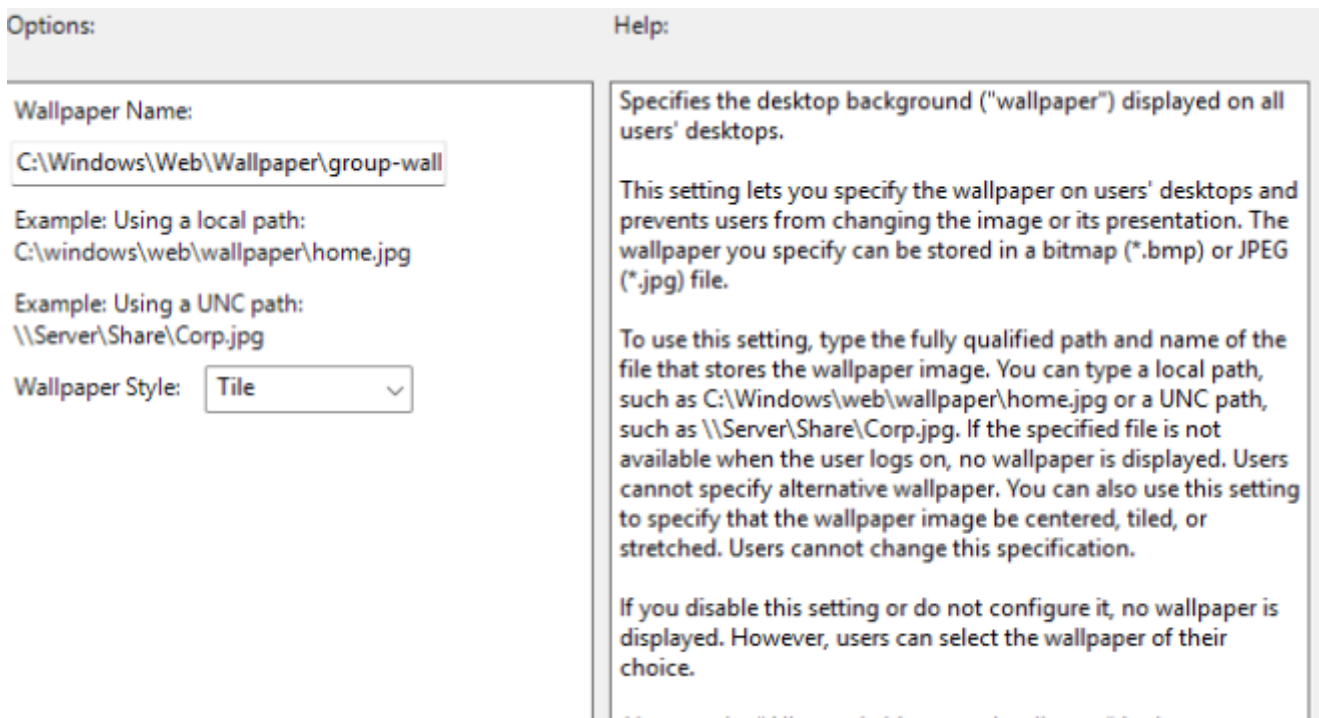 Options:
Wallpaper Name:
C:\Windows\Web\Wallpaper\group-wall
Example: Using a local path:
C:\windows\web\wallpaper\home.jpg
Example: Using a UNC path:
\\Server\Share\Corp.jpg
Wallpaper Style: Tile
Help:
Specifies the desktop background ("wallpaper") displayed on all
users' desktops.
This setting lets you specify the wallpaper on users' desktops and
prevents users from changing the image or its presentation. The
wallpaper you specify can be stored in a bitmap (*.bmp) or JPEG
(*.jpg) file.
To use this setting, type the fully qualified path and name of the
file that stores the wallpaper image. You can type a local path,
such as C:\Windows\web\wallpaper\home.jpg or a UNC path,
such as \\Server\Share\Corp.jpg. If the specified file is not
available when the user logs on, no wallpaper is displayed. Users
cannot specify alternative wallpaper. You can also use this setting
to specify that the wallpaper image be centered, tiled, or
stretched. Users cannot change this specification.
If you disable this setting or do not configure it, no wallpaper is
displayed. However, users can select the wallpaper of their
choice.